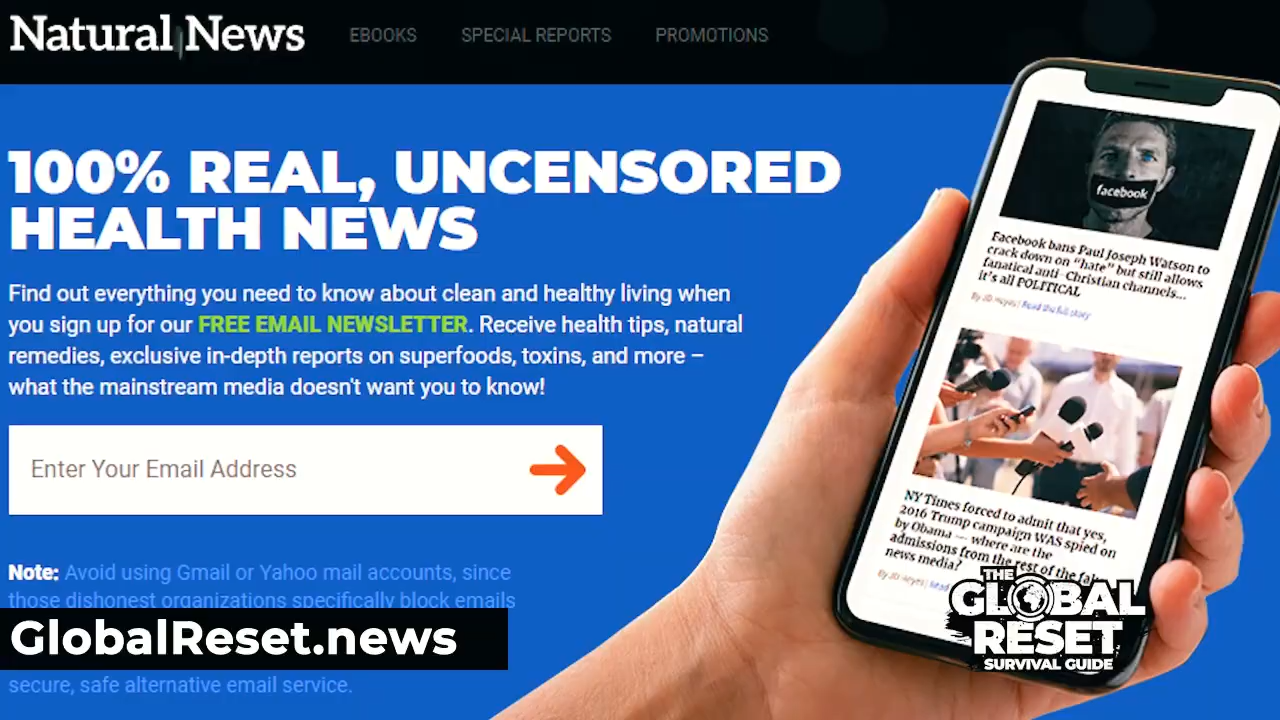 Natural News
EBOOKS
SPECIAL REPORTS
PROMOTIONS
100% REAL, UNCENSORED
HEALTH NEWS
Find out everything you need to know about clean and healthy living when
you sign up for our FREE EMAIL NEWSLETTER. Receive health tips, natural
remedies, exclusive in-depth reports on superfoods, toxins, and more –
what the mainstream media doesn't want you to know!
Enter Your Email Address
Note: Avoid using Gmail or Yahoo mail accounts, since
those dishonest organizations specifically block emails
GlobalReset.news
secure, safe alternative email service.
facebook
Facebook bans Paul Joseph Watson to
crack down on "hate" but still allows
fanatical anti-Christian channels...
it's all POLITICAL
By JD Heyes | Read the full story
NY Times forced to admit that yes,
2016 Trump campaign WAS spied on
by Obama — where are the
admissions from the rest of the
news media?
By JD Heyes | Read
THE
GLOBAL
RESET
SURVIVAL GUIDE